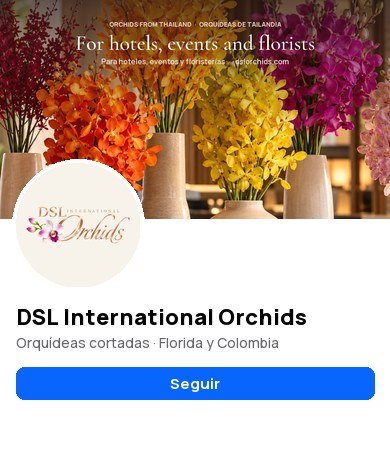 ORCHIDS FROM THAILAND · ORQUÍDEAS DE TAILANDIA
For hotels, events and florists
Para hoteles, eventos y floristerías · dslorchids.com
DSL INTERNATIONAL
Orchids
DSL International Orchids
Orquídeas cortadas · Florida y Colombia
Seguir